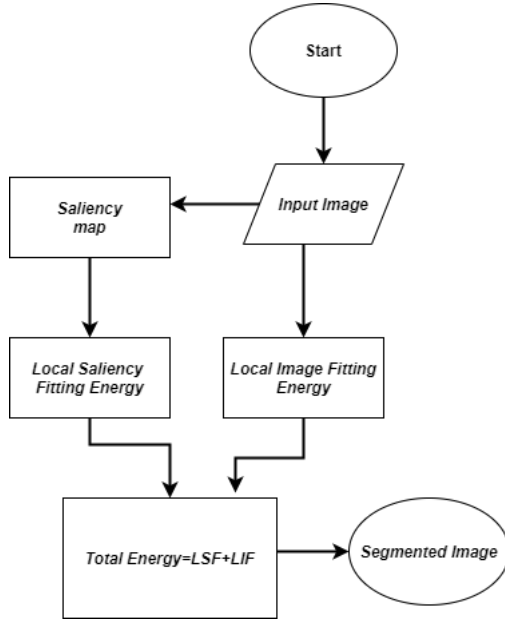 Start
Input Image
Saliency
map
Local Saliency
Fitting Energy
Local Image Fitting
Energy
Total Energy=LSF+LIF
Segmented Image